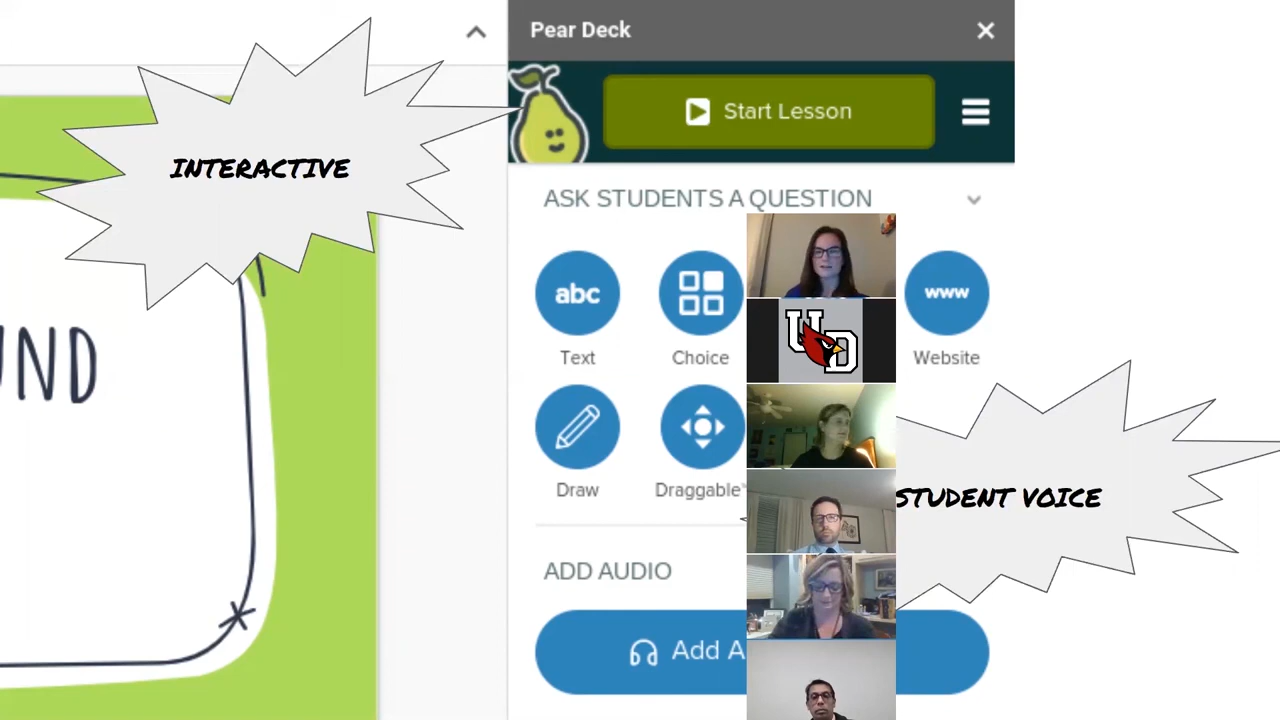 Pear Deck
Start Lesson
INTERACTIVE
ASK STUDENTS A QUESTION
abc
www
Text
Choice
Website
UND
UD
Draw
Draggable
STUDENT VOICE
ADD AUDIO
Add A